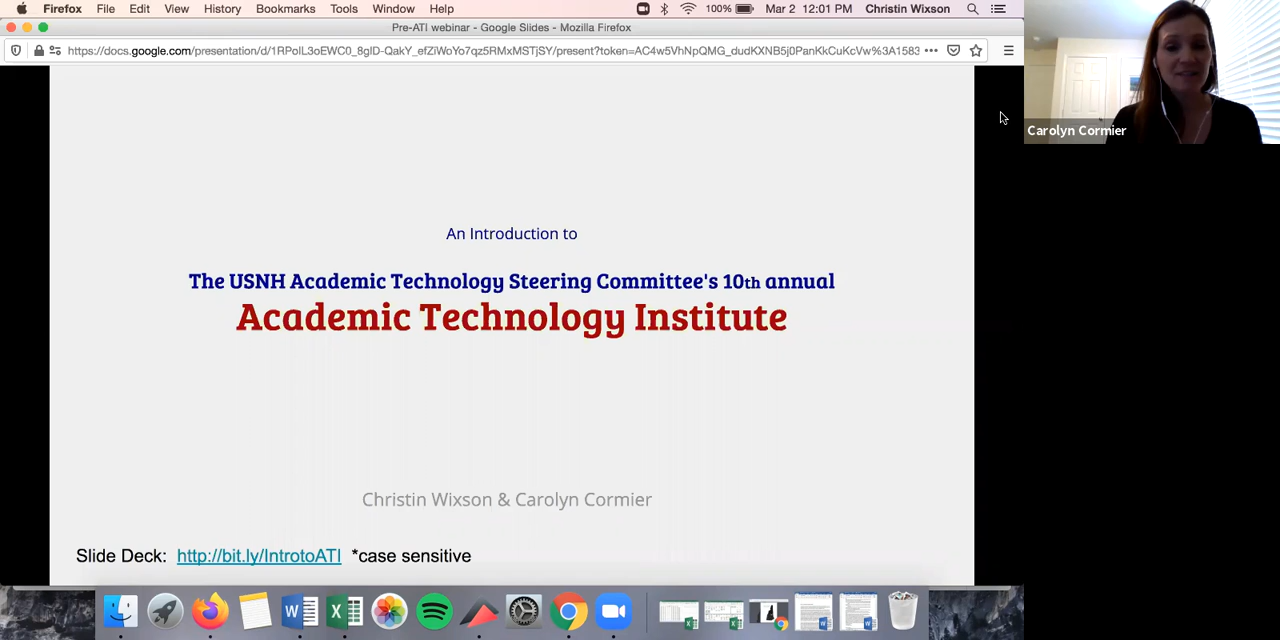 Firefox File Edit View History Bookmarks Tools Window Help 100% Mar 2 12:01 PM Christin Wixson
Pre-ATI webinar - Google Slides - Mozilla Firefox
Carolyn Cormier
An Introduction to
The USNH Academic Technology Steering Committee's 10th annual
Academic Technology Institute
Christin Wixson & Carolyn Cormier
Slide Deck: http://bit.ly/IntrotoATI *case sensitive